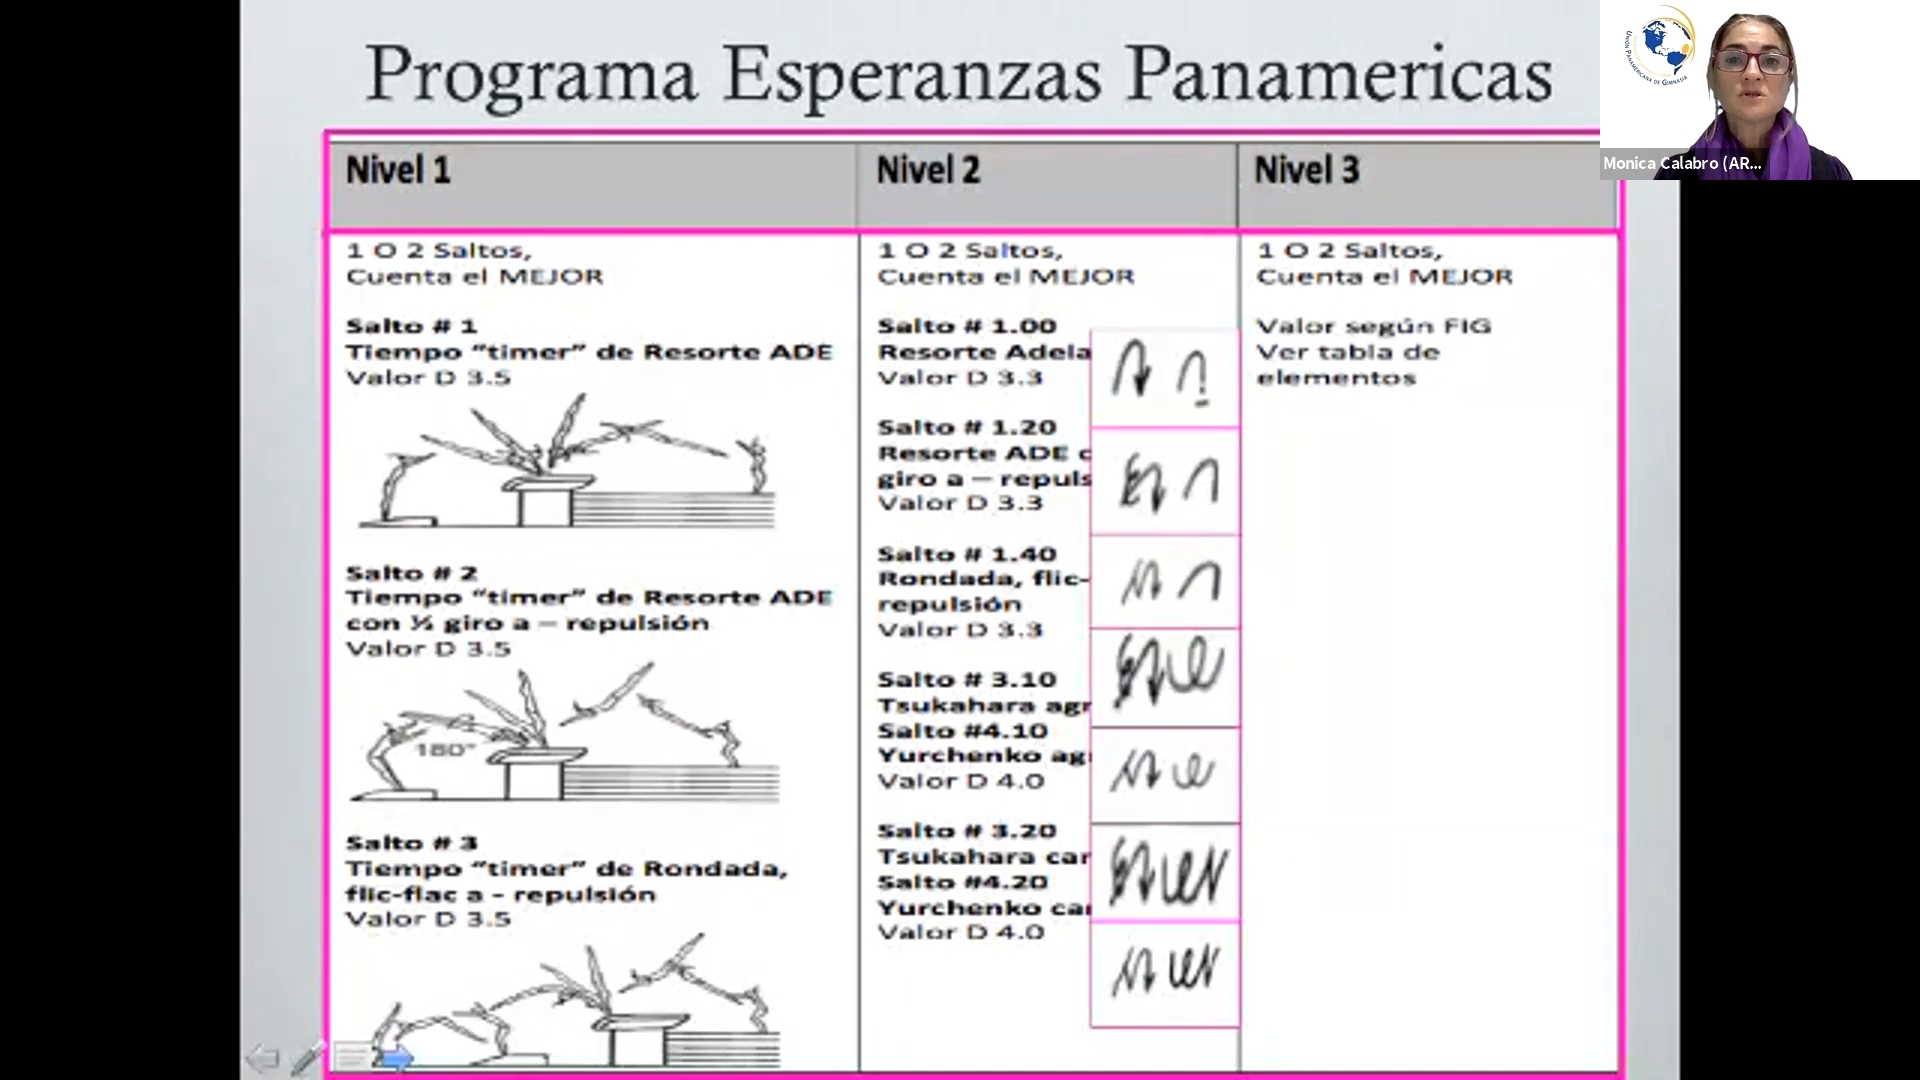 Programa Esperanzas Panamericas
UNIÓN PANAMERICANA DE GIMNASIA
Monica Calabro (AR...
Nivel 1
Nivel 2
Nivel 3
1 O 2 Saltos,
Cuenta el MEJOR
Salto # 1
Tiempo “timer” de Resorte ADE
Valor D 3.5
Salto # 2
Tiempo “timer” de Resorte ADE
con ½ giro a – repulsión
Valor D 3.5
180°
Salto # 3
Tiempo “timer” de Rondada,
flic-flac a - repulsión
Valor D 3.5
1 O 2 Saltos,
Cuenta el MEJOR
Salto # 1.00
Resorte Adela
Valor D 3.3
Salto # 1.20
Resorte ADE c
giro a – repuls
Valor D 3.3
Salto # 1.40
Rondada, flic-
repulsión
Valor D 3.3
Salto # 3.10
Tsukahara agr
Salto #4.10
Yurchenko ag
Valor D 4.0
Salto # 3.20
Tsukahara car
Salto #4.20
Yurchenko car
Valor D 4.0
1 O 2 Saltos,
Cuenta el MEJOR
Valor según FIG
Ver tabla de
elementos